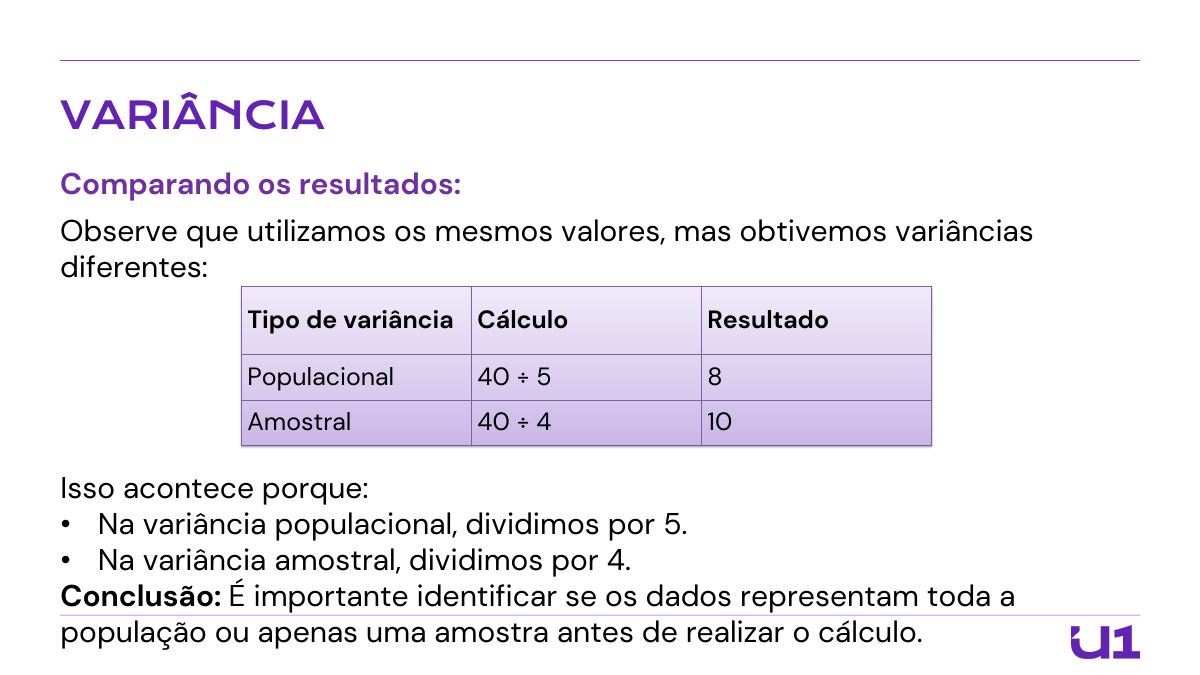 VARIÂNCIA
Comparando os resultados:
Observe que utilizamos os mesmos valores, mas obtivemos variâncias
diferentes:
Tipo de variância Cálculo Resultado
Populacional 40 ÷ 5 8
Amostral 40 ÷ 4 10
Isso acontece porque:
• Na variância populacional, dividimos por 5.
• Na variância amostral, dividimos por 4.
Conclusão: É importante identificar se os dados representam toda a
população ou apenas uma amostra antes de realizar o cálculo.
U1